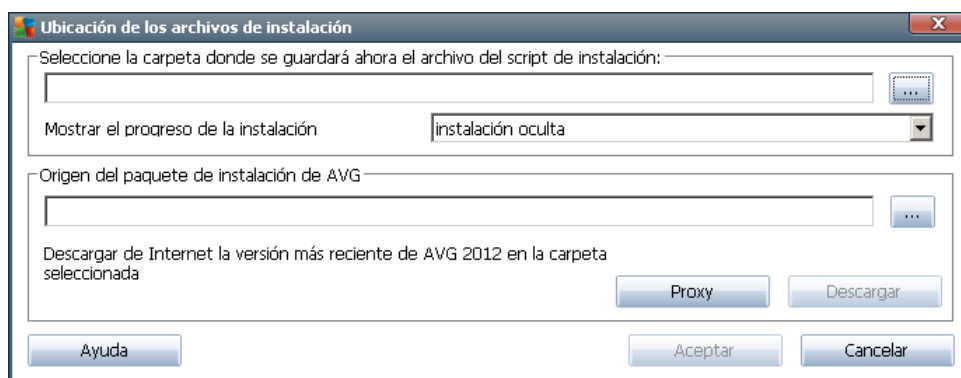 Ubicación de los archivos de instalación
Seleccione la carpeta donde se guardará ahora el archivo del script de instalación:
...
Mostrar el progreso de la instalación
instalación oculta
Origen del paquete de instalación de AVG
...
Descargar de Internet la versión más reciente de AVG 2012 en la carpeta
seleccionada
Proxy
Descargar
Ayuda
Aceptar
Cancelar